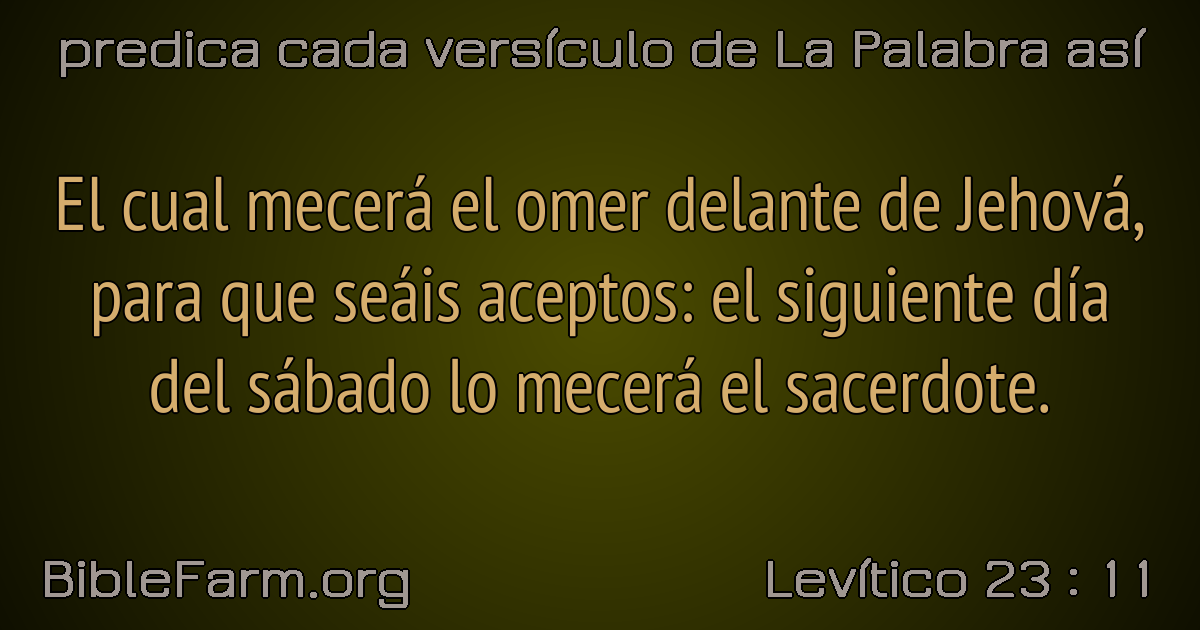 predica cada versículo de La Palabra así
El cual mecerá el omer delante de Jehová,
para que seáis aceptos: el siguiente día
del sábado lo mecerá el sacerdote.
BibleFarm.org
Levítico 23 : 11